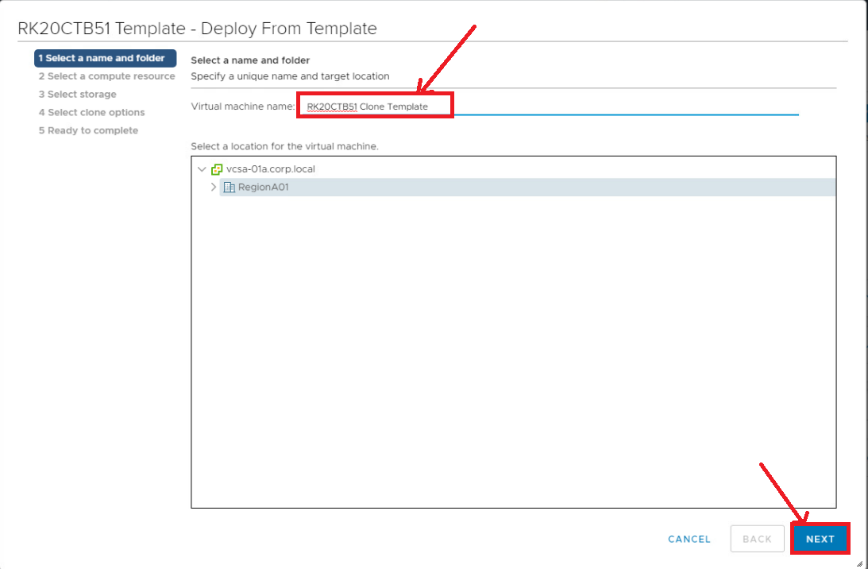 RK20CTB51 Template - Deploy From Template
1 Select a name and folder
2 Select a compute resource
3 Select storage
4 Select clone options
5 Ready to complete
Select a name and folder
Specify a unique name and target location
Virtual machine name: RK20CTB51 Clone Template
Select a location for the virtual machine.
vcsa-01a.corp.local
RegionA01
CANCEL BACK NEXT